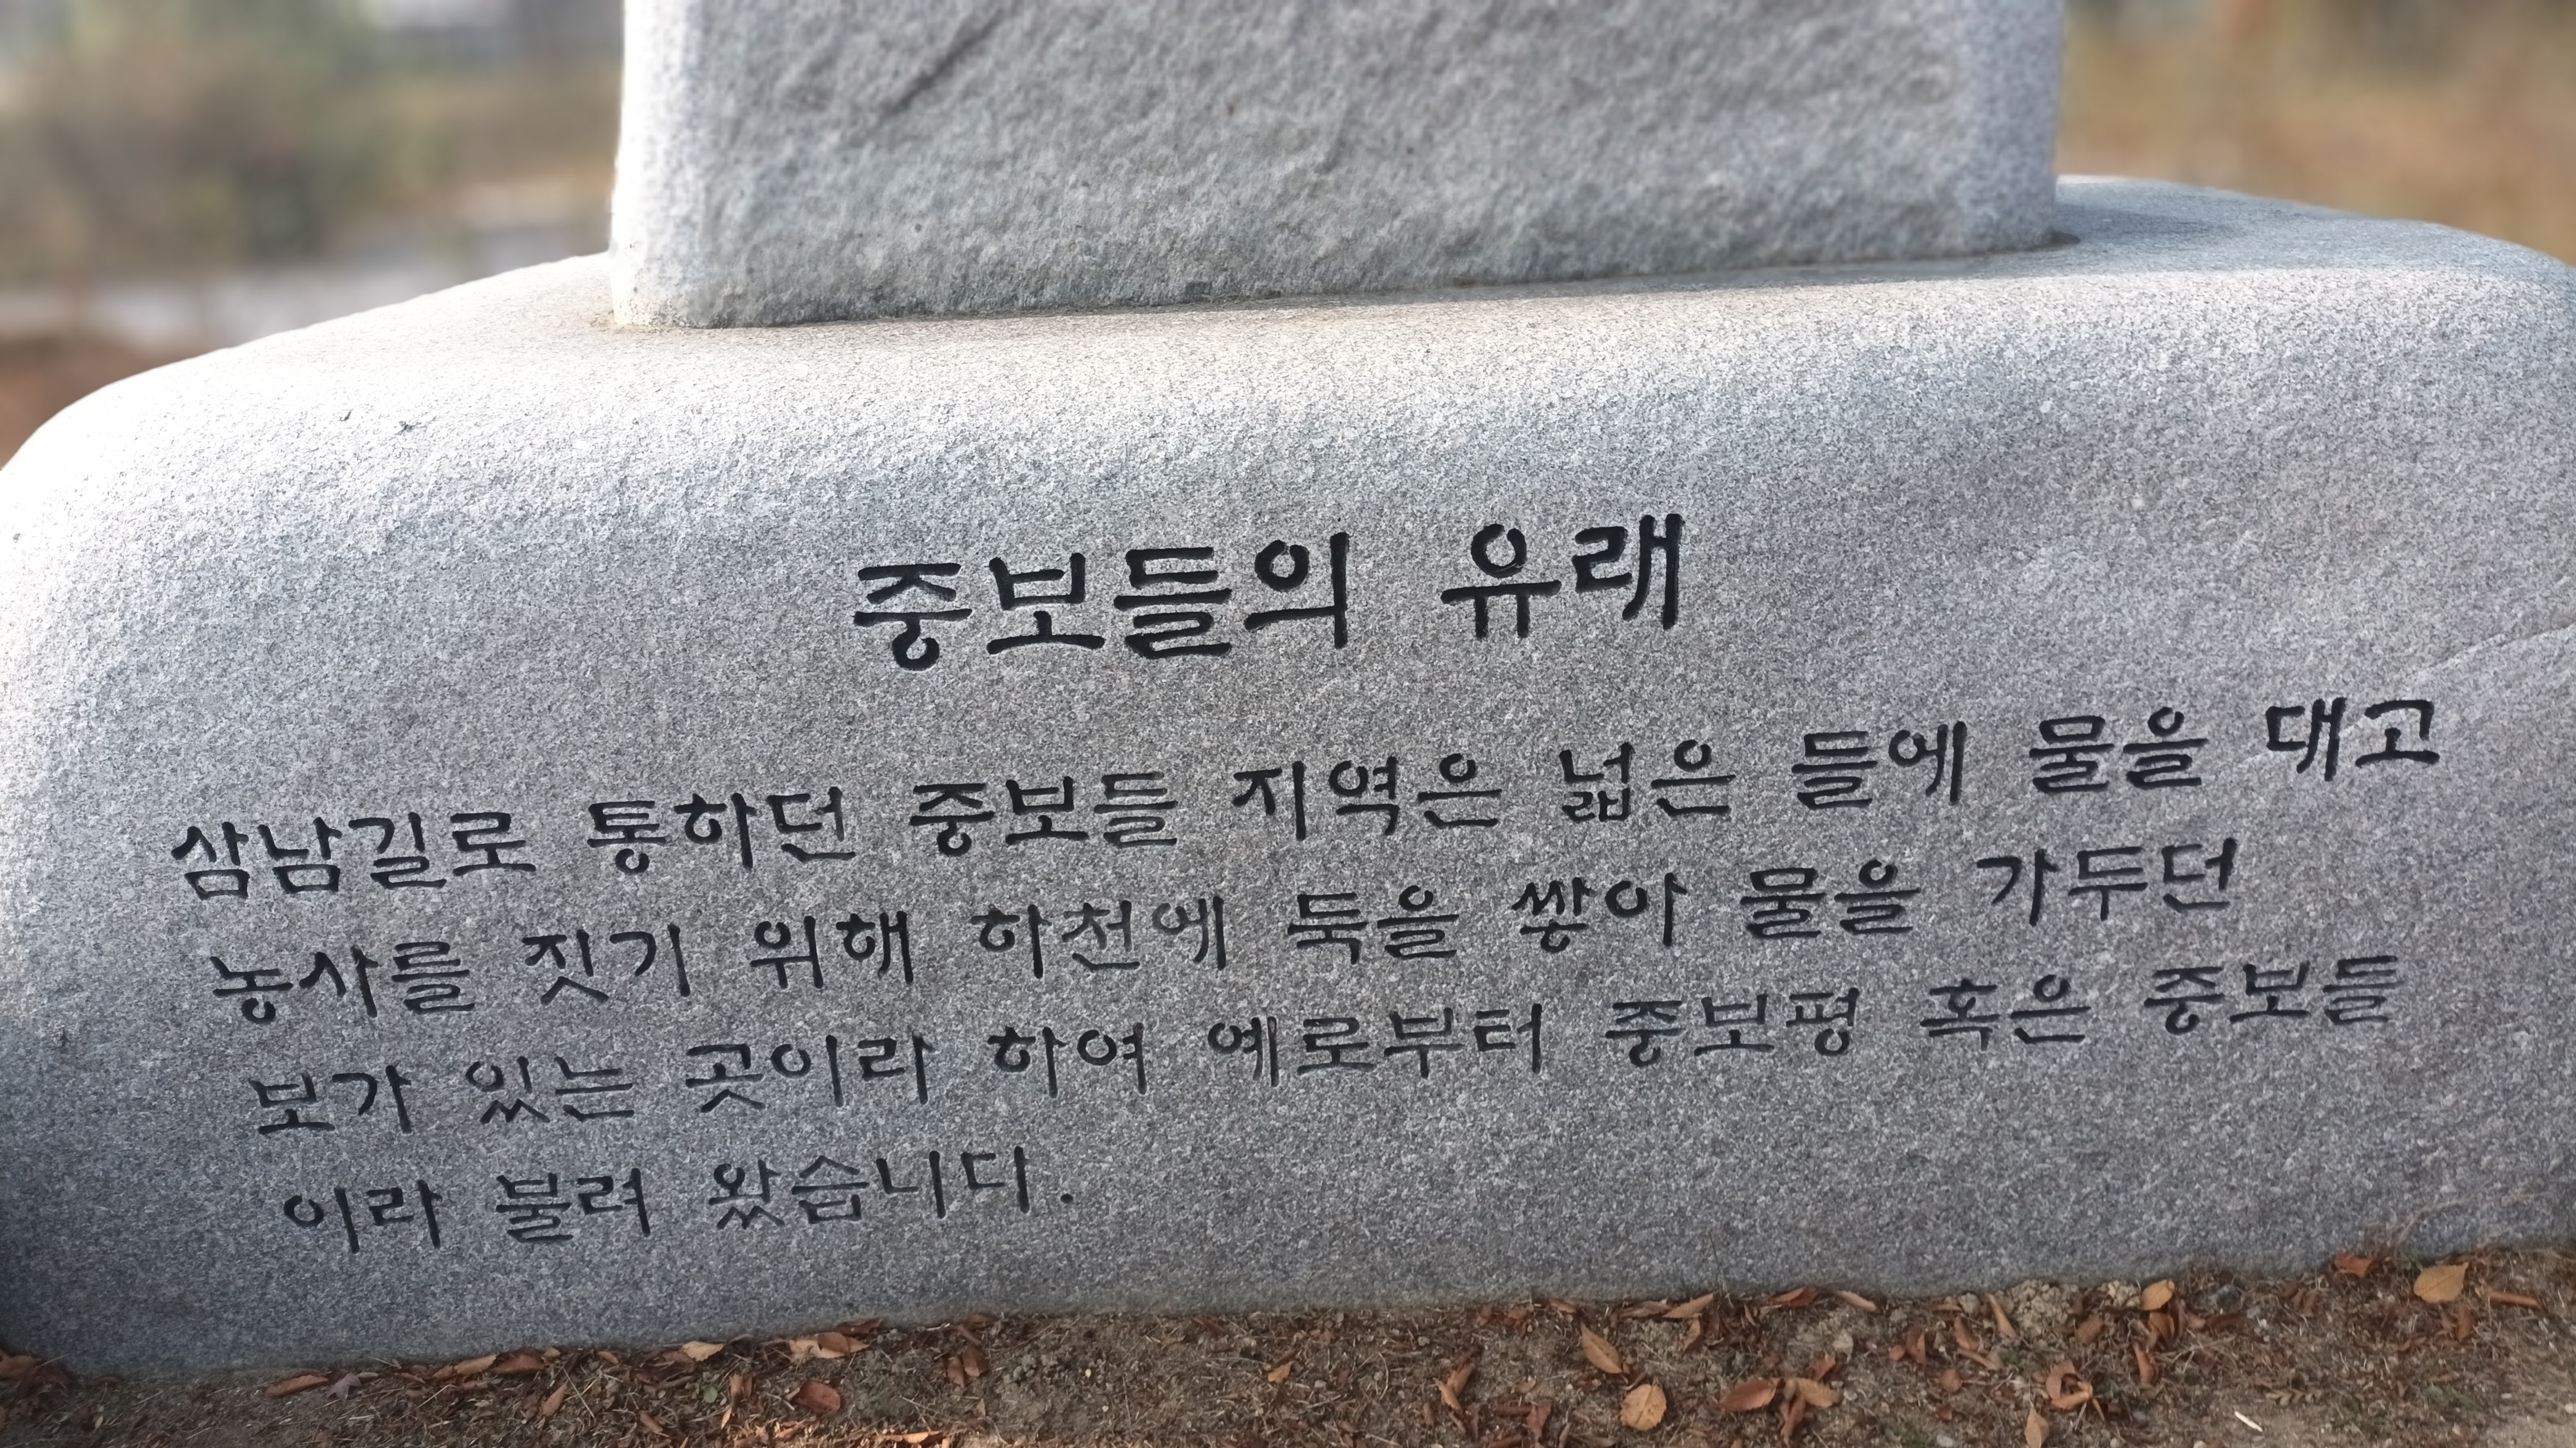 중보들의 유래
삼남길로 통하던 중보들 지역은 넓은 들에 물을 대고
농사를 짓기 위해 하천에 둑을 쌓아 물을 가두던
보가 있는 곳이라 하여 예로부터 중보평 혹은 중보들
이라 불려 왔습니다.